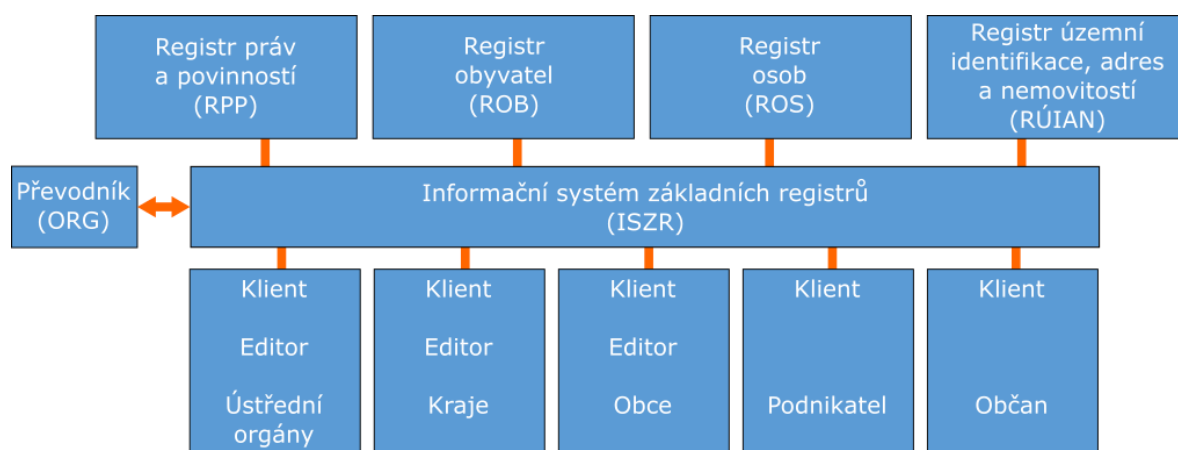 Registr práv
a povinností
(RPP)
Registr
obyvatel
(ROB)
Registr
osob
(ROS)
Registr územní
identifikace, adres
a nemovitostí
(RÚIAN)
Převodník
(ORG)
Informační systém základních registrů
(ISZR)
Klient
Editor
Ústřední
orgány
Klient
Editor
Kraje
Klient
Editor
Obce
Klient
Podnikatel
Klient
Občan